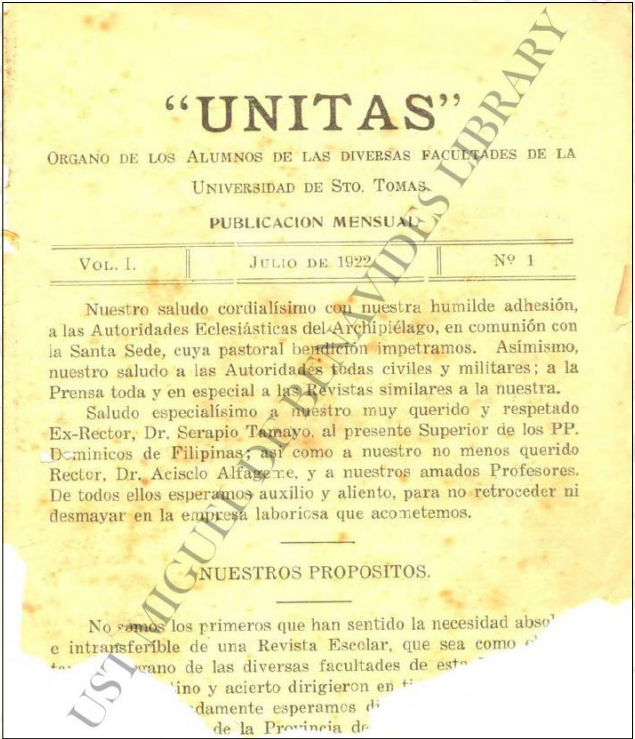 "UNITAS"
ORGANO DE LOS ALUMNOS DE LAS DIVERSAS FACULTADES DE LA
UNIVERSIDAD DE STO. TOMAS.
PUBLICACION MENSUAL
VOL. I. JULIO DE 1922 Nº 1
Nuestro saludo cordialísimo con nuestra humilde adhesión,
a las Autoridades Eclesiásticas del Archipiélago, en comunión con
la Santa Sede, cuya pastoral bendición impetramos. Asímismo,
nuestro saludo a las Autoridades todas civiles y militares; a la
Prensa toda y en especial a las Revistas similares a la nuestra.
Saludo especialísimo a nuestro muy querido y respetado
Ex-Rector, Dr. Serapio Tamayo, al presente Superior de los PP.
Dominicos de Filipinas; así como a nuestro no menos querido
Rector, Dr. Acisclo Alfageme, y a nuestros amados Profesores.
De todos ellos esperamos auxilio y aliento, para no retroceder ni
desmayar en la empresa laboriosa que acometemos.
NUESTROS PROPOSITOS.
No somos los primeros que han sentido la necesidad
e intransferible de una Revista Escolar, que sea como
de las diversas facultades de
y acierto dirigieron en
esperamos
de la Provincia
UST MIGUEL DE BENAVIDES LIBRARY